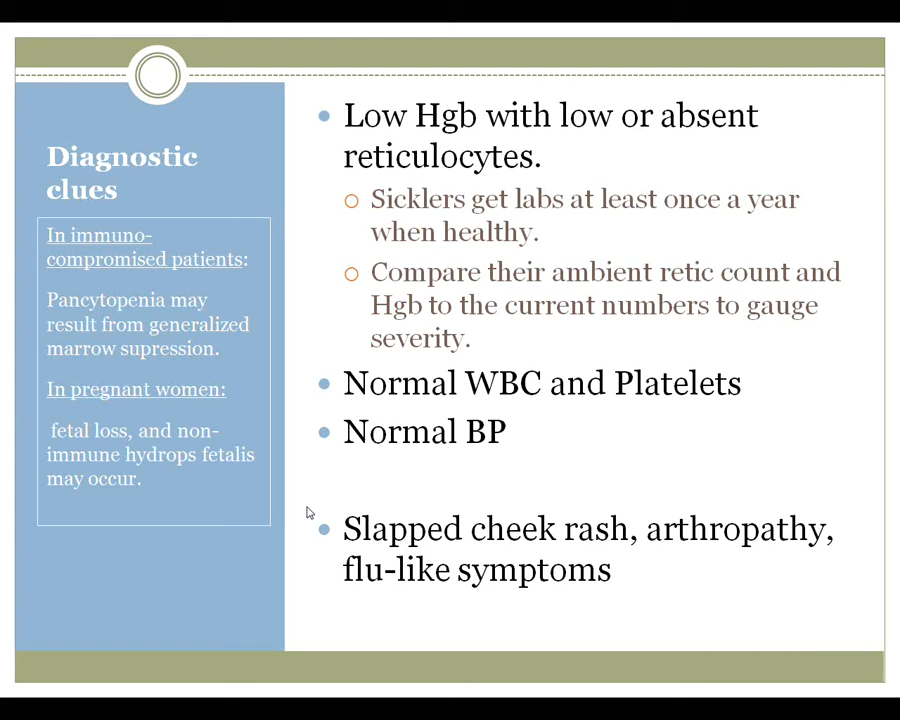 Diagnostic
clues
In immuno-
compromised patients:
Pancytopenia may
result from generalized
marrow supression.
In pregnant women:
fetal loss, and non-
immune hydrops fetalis
may occur.
Low Hgb with low or absent
reticulocytes.
Sicklers get labs at least once a year
when healthy.
Compare their ambient retic count and
Hgb to the current numbers to gauge
severity.
Normal WBC and Platelets
Normal BP
Slapped cheek rash, arthropathy,
flu-like symptoms